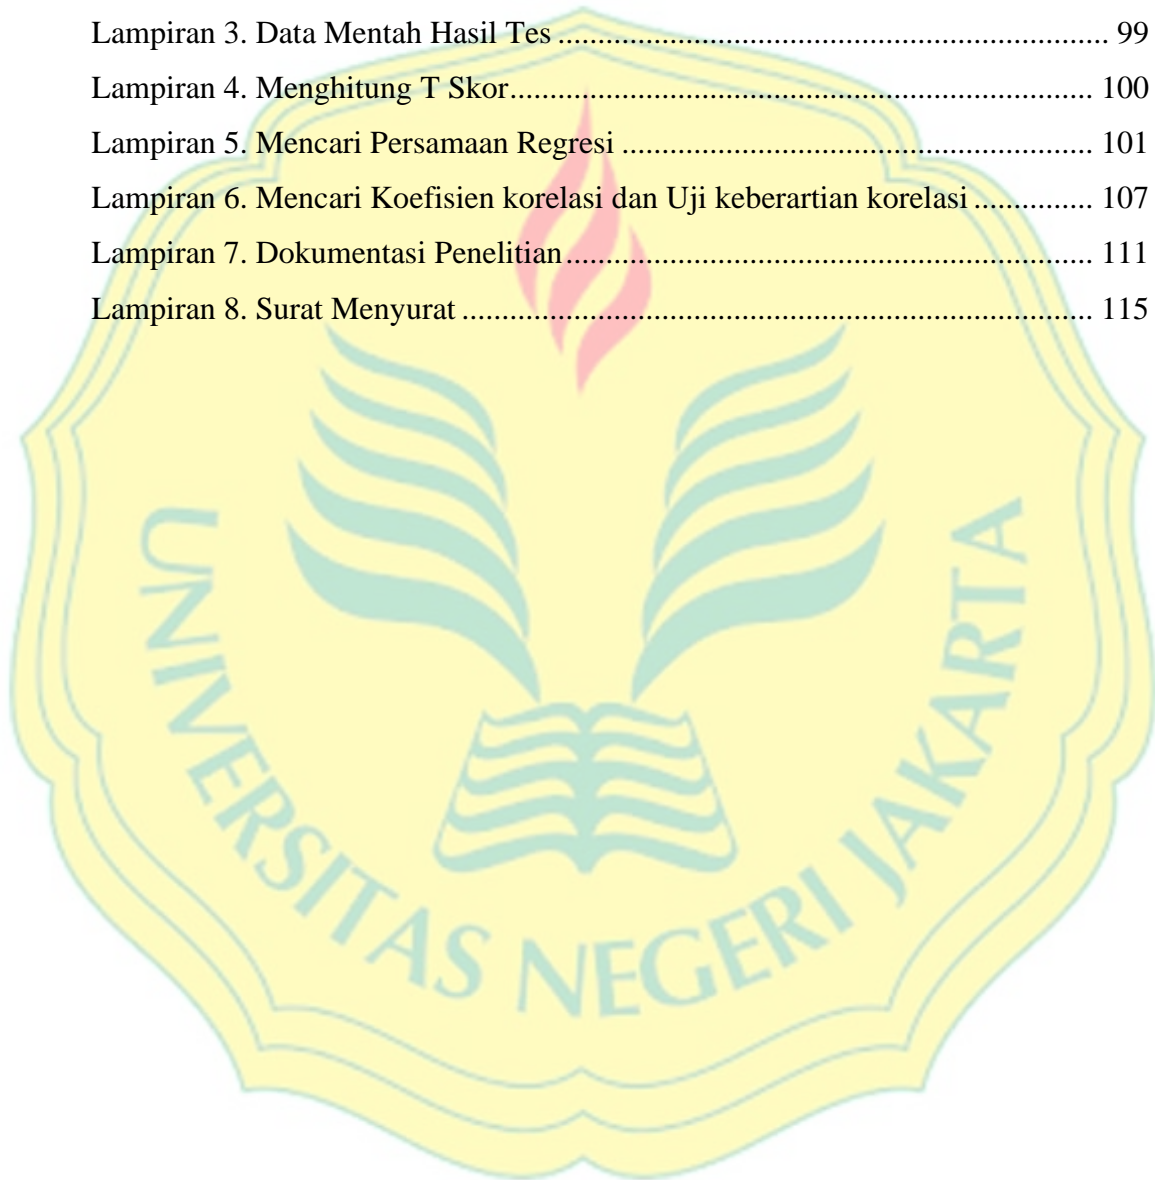 Lampiran 3. Data Mentah Hasil Tes ..................................................................... 99
Lampiran 4. Menghitung T Skor......................................................................... 100
Lampiran 5. Mencari Persamaan Regresi ........................................................... 101
Lampiran 6. Mencari Koefisien korelasi dan Uji keberartian korelasi ............... 107
Lampiran 7. Dokumentasi Penelitian.................................................................. 111
Lampiran 8. Surat Menyurat ............................................................................... 115
UNIVERSITAS NEGERI JAKARTA